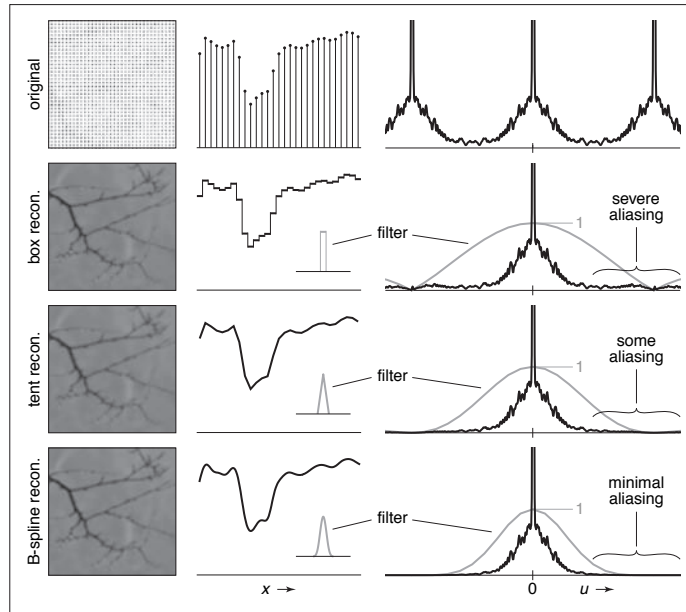 original
box recon.
filter
1
severe
aliasing
tent recon.
filter
1
some
aliasing
B-spline recon.
filter
1
minimal
aliasing
x →
0
u →